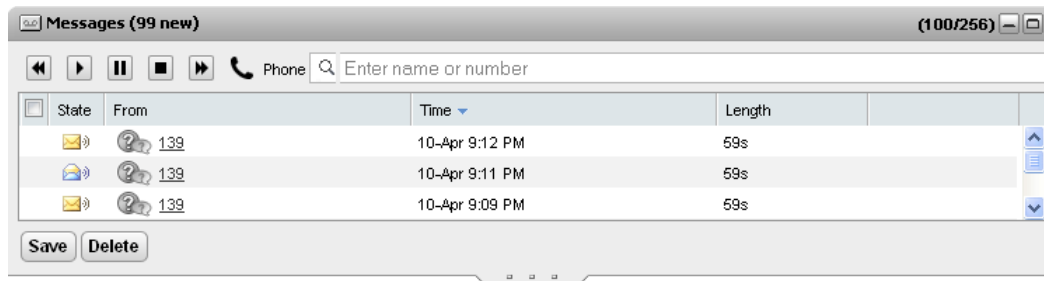 Messages (99 new) (100/256)
Phone Enter name or number
State From Time Length
139 10-Apr 9:12 PM 59s
139 10-Apr 9:11 PM 59s
139 10-Apr 9:09 PM 59s
Save Delete